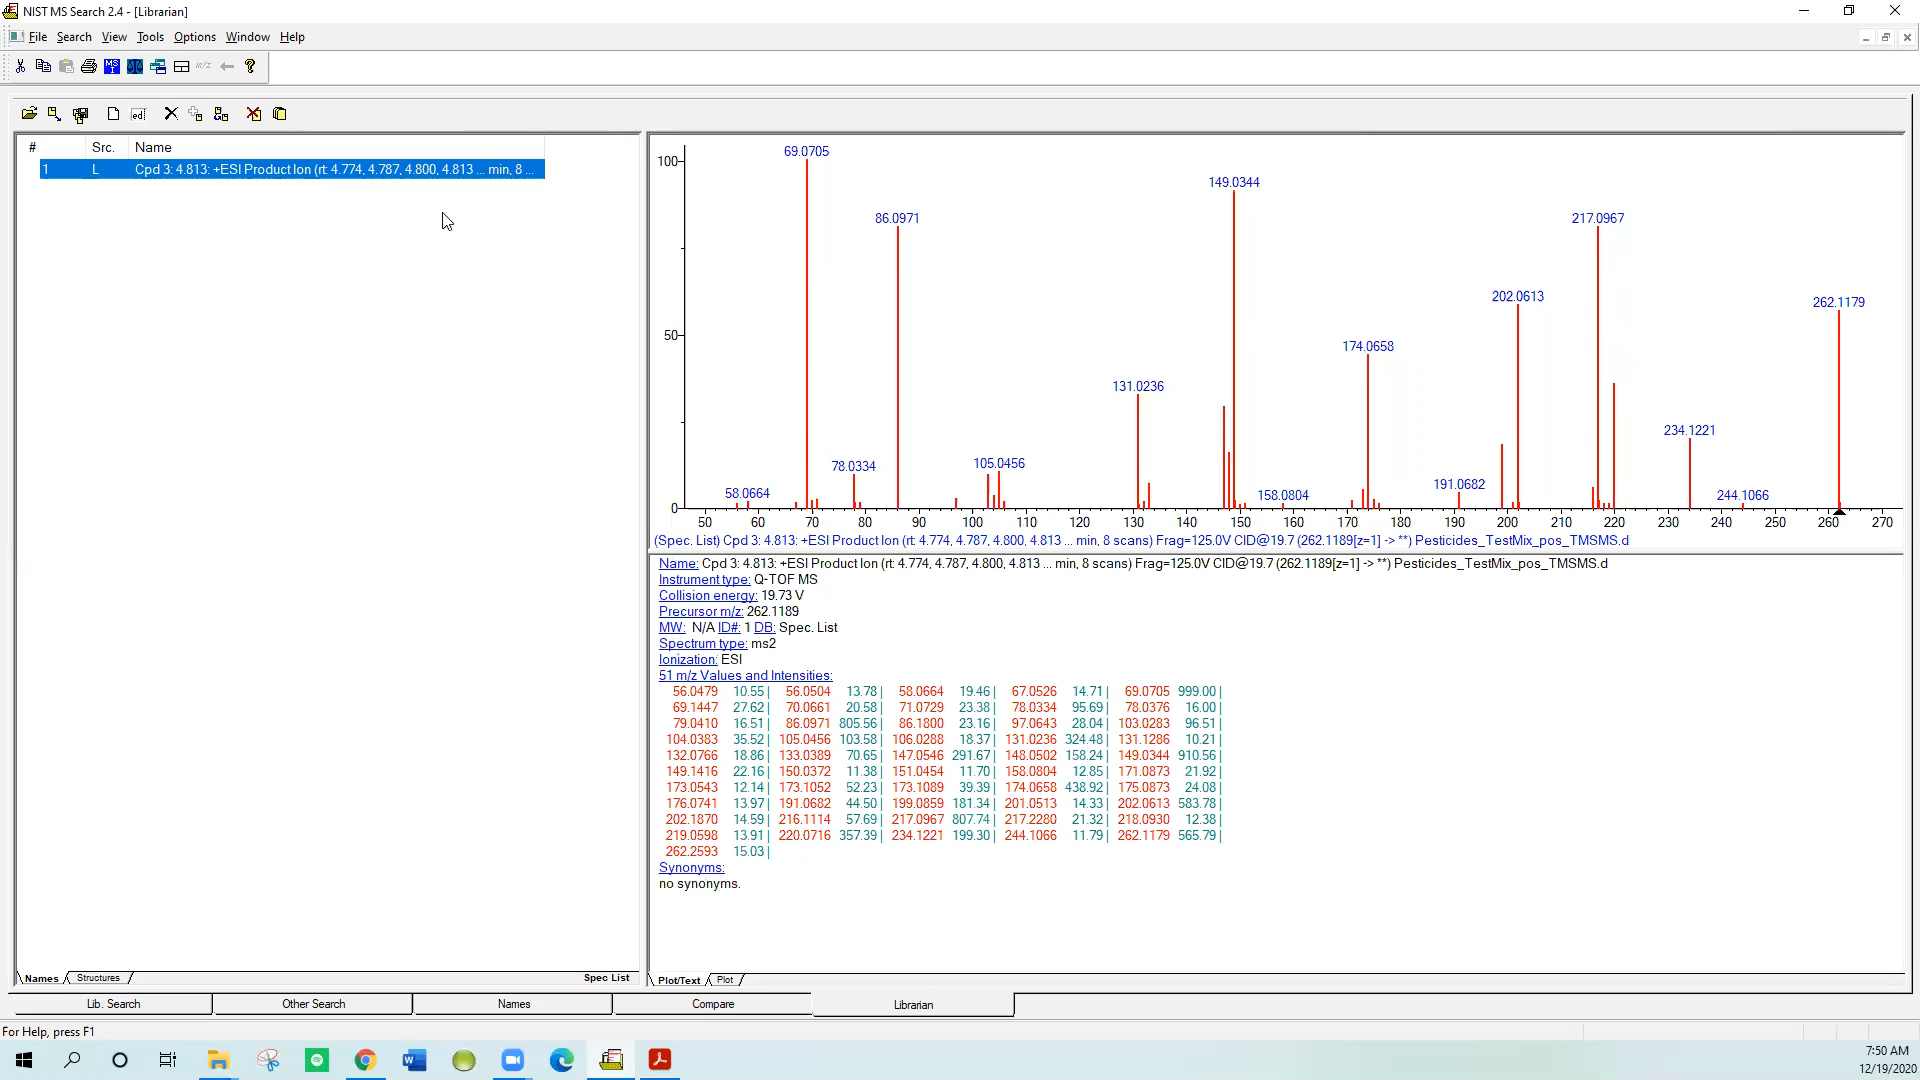 NIST MS Search 2.4 - [Librarian]
File Search View Tools Options Window Help
# Src. Name
1 L Cpd 3: 4.813: +ESI Product Ion (rt: 4.774, 4.787, 4.800, 4.813 ... min, 8 ...
100
50
0
69.0705
149.0344
86.0971
217.0967
202.0613
262.1179
174.0658
131.0236
234.1221
105.0456
78.0334
191.0682
58.0664
158.0804
244.1066
50 60 70 80 90 100 110 120 130 140 150 160 170 180 190 200 210 220 230 240 250 260 270
(Spec. List) Cpd 3: 4.813: +ESI Product Ion (rt: 4.774, 4.787, 4.800, 4.813 ... min, 8 scans) Frag=125.0V CID@19.7 (262.1189[z=1] -> **) Pesticides_TestMix_pos_TMSMS.d
Name: Cpd 3: 4.813: +ESI Product Ion (rt: 4.774, 4.787, 4.800, 4.813 ... min, 8 scans) Frag=125.0V CID@19.7 (262.1189[z=1] -> **) Pesticides_TestMix_pos_TMSMS.d
Instrument type: Q-TOF MS
Collision energy: 19.73 V
Precursor m/z: 262.1189
MW: N/A ID#: 1 DB: Spec. List
Spectrum type: ms2
Ionization: ESI
51 m/z Values and Intensities:
56.0479 10.55 | 56.0504 13.78 | 58.0664 19.46 | 67.0526 14.71 | 69.0705 999.00 |
69.1447 27.62 | 70.0661 20.58 | 71.0729 23.38 | 78.0334 95.69 | 78.0376 16.00 |
79.0410 16.51 | 86.0971 805.56 | 86.1800 23.16 | 97.0643 28.04 | 103.0283 96.51 |
104.0383 35.52 | 105.0456 103.58 | 106.0288 18.37 | 131.0236 324.48 | 131.1286 10.21 |
132.0766 18.86 | 133.0389 70.65 | 147.0546 291.67 | 148.0502 158.24 | 149.0344 910.56 |
149.1416 22.16 | 150.0372 11.38 | 151.0454 11.70 | 158.0804 12.85 | 171.0873 21.92 |
173.0543 12.14 | 173.1052 52.23 | 173.1089 39.39 | 174.0658 438.92 | 175.0873 24.08 |
176.0741 13.97 | 191.0682 44.50 | 199.0859 181.34 | 201.0513 14.33 | 202.0613 583.78 |
202.1870 14.59 | 216.1114 57.69 | 217.0967 807.74 | 217.2280 21.32 | 218.0930 12.38 |
219.0598 13.91 | 220.0716 357.39 | 234.1221 199.30 | 244.1066 11.79 | 262.1179 565.79 |
262.2593 15.03 |
Synonyms:
no synonyms.
Names Structures Spec List
Plot/Text Plot
Lib. Search Other Search Names Compare Librarian
For Help, press F1
7:50 AM
12/19/2020